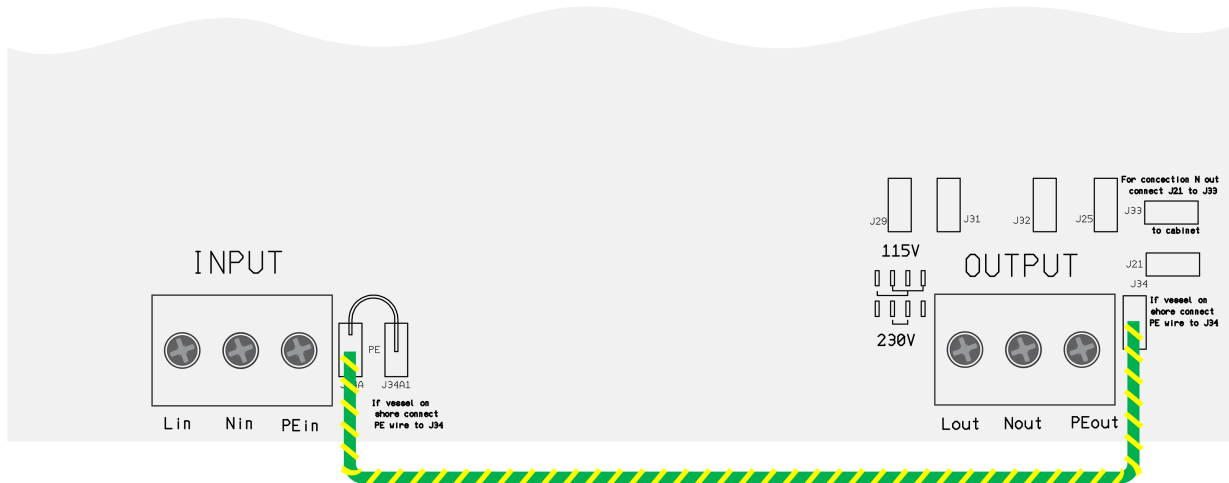 For concection N out
connect J21 to J33
J29
J31
J32
J25
J33
to cabinet
115V
INPUT
OUTPUT
J21
J34
If vessel on
shore connect
PE wire to J34
230V
PE
J34A1
If vessel on
shore connect
PE wire to J34
Lin
Nin
PEin
Lout
Nout
PEout